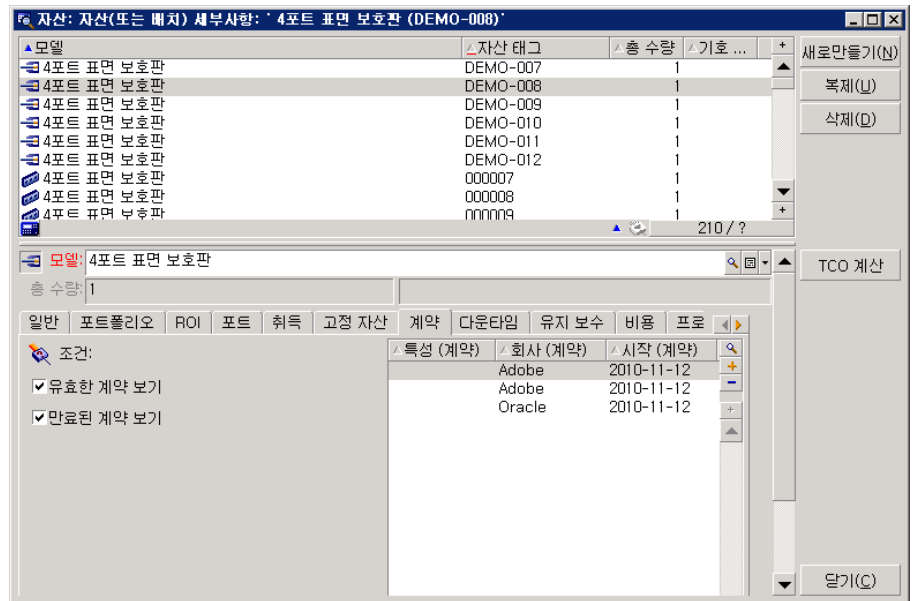 자산: 자산(또는 배치) 세부사항: '4포트 표면 보호판 (DEMO-008)'
모델 자산 태그 총 수량 기호 ...
4포트 표면 보호판 DEMO-007 1
4포트 표면 보호판 DEMO-008 1
4포트 표면 보호판 DEMO-009 1
4포트 표면 보호판 DEMO-010 1
4포트 표면 보호판 DEMO-011 1
4포트 표면 보호판 DEMO-012 1
4포트 표면 보호판 000007 1
4포트 표면 보호판 000008 1
4포트 표면 보호판 000009 1
210 / ?
새로만들기(N)
복제(U)
삭제(D)
모델: 4포트 표면 보호판
총 수량: 1
TCO 계산
일반 포트폴리오 ROI 포트 취득 고정 자산 계약 다운타임 유지 보수 비용 프로
조건:
유효한 계약 보기
만료된 계약 보기
특성 (계약) 회사 (계약) 시작 (계약)
Adobe 2010-11-12
Adobe 2010-11-12
Oracle 2010-11-12
닫기(C)